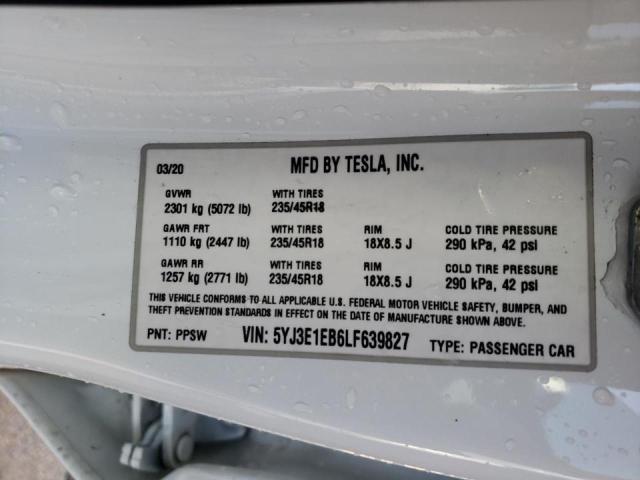 03/20 MFD BY TESLA, INC.
GVWR WITH TIRES
2301 kg (5072 lb) 235/45R18
GAWR FRT WITH TIRES RIM COLD TIRE PRESSURE
1110 kg (2447 lb) 235/45R18 18X8.5 J 290 kPa, 42 psi
GAWR RR WITH TIRES RIM COLD TIRE PRESSURE
1257 kg (2771 lb) 235/45R18 18X8.5 J 290 kPa, 42 psi
THIS VEHICLE CONFORMS TO ALL APPLICABLE U.S. FEDERAL MOTOR VEHICLE SAFETY, BUMPER, AND
THEFT PREVENTION STANDARDS IN EFFECT ON THE DATE OF MANUFACTURE SHOWN ABOVE.
PNT: PPSW VIN: 5YJ3E1EB6LF639827 TYPE: PASSENGER CAR